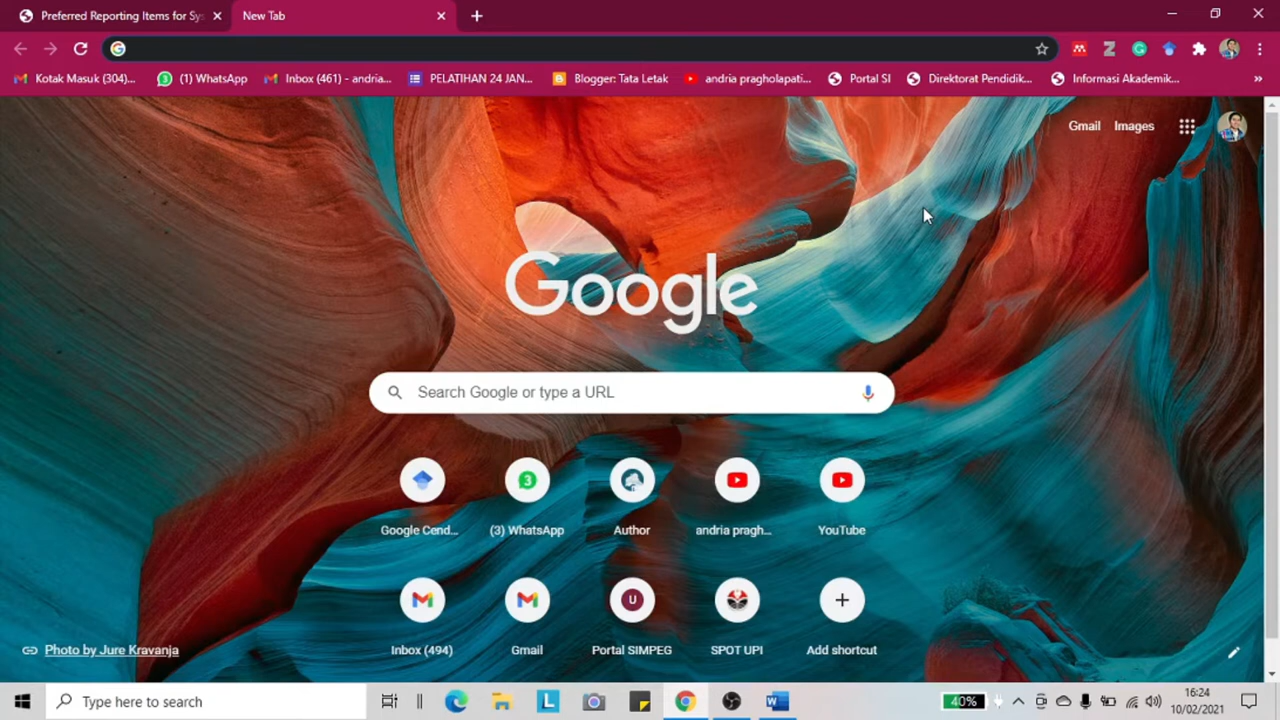 Preferred Reporting Items for Sys
New Tab
Kotak Masuk (304)...
(1) WhatsApp
Inbox (461) - andria...
PELATIHAN 24 JAN...
Blogger: Tata Letak
andria pragholapati...
Portal SI
Direktorat Pendidik...
Informasi Akademik...
Gmail
Images
Google
Search Google or type a URL
Google Cend...
(3) WhatsApp
Author
andria pragh...
YouTube
Inbox (494)
Gmail
Portal SIMPEG
SPOT UPI
Add shortcut
Photo by Jure Kravanja
Type here to search
40%
16:24
10/02/2021